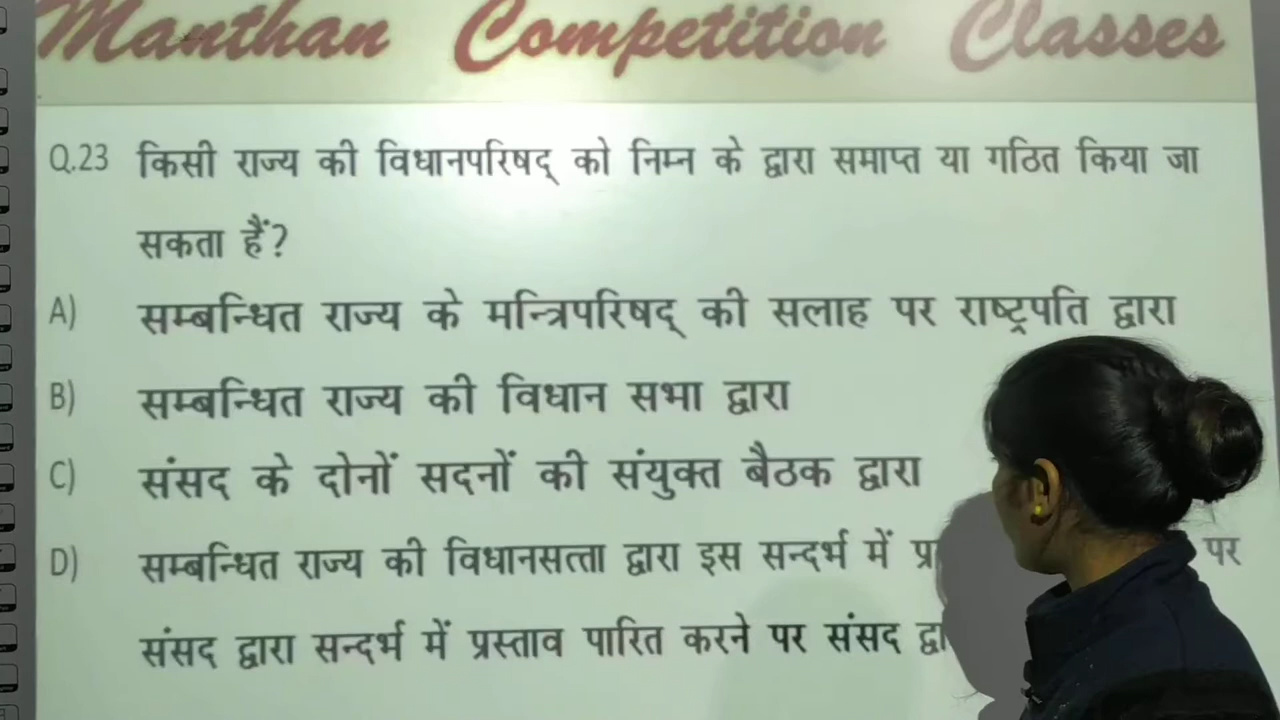 Manthan Competition Classes
Q.23 किसी राज्य की विधानपरिषद् को निम्न के द्वारा समाप्त या गठित किया जा
सकता हैं?
A) सम्बन्धित राज्य के मन्त्रिपरिषद् की सलाह पर राष्ट्रपति द्वारा
B) सम्बन्धित राज्य की विधान सभा द्वारा
C) संसद के दोनों सदनों की संयुक्त बैठक द्वारा
D) सम्बन्धित राज्य की विधानसत्ता द्वारा इस सन्दर्भ में पर
संसद द्वारा सन्दर्भ में प्रस्ताव पारित करने पर संसद